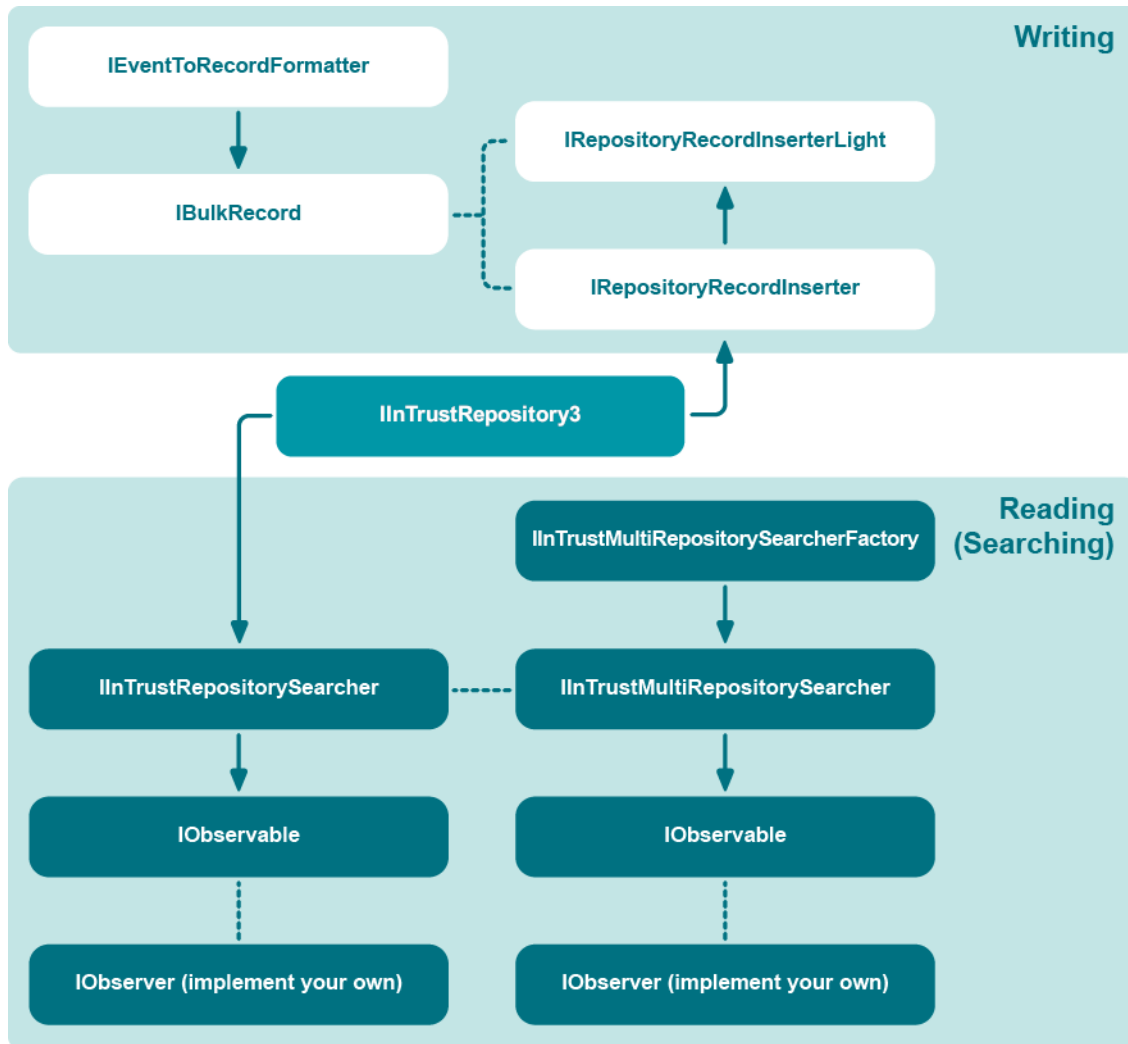 Writing
IEventToRecordFormatter
IRepositoryRecordInserterLight
IBulkRecord
IRepositoryRecordInserter
IInTrustRepository3
Reading
(Searching)
IInTrustMultiRepositorySearcherFactory
IInTrustRepositorySearcher
IInTrustMultiRepositorySearcher
IObservable
IObservable
IObserver (implement your own)
IObserver (implement your own)